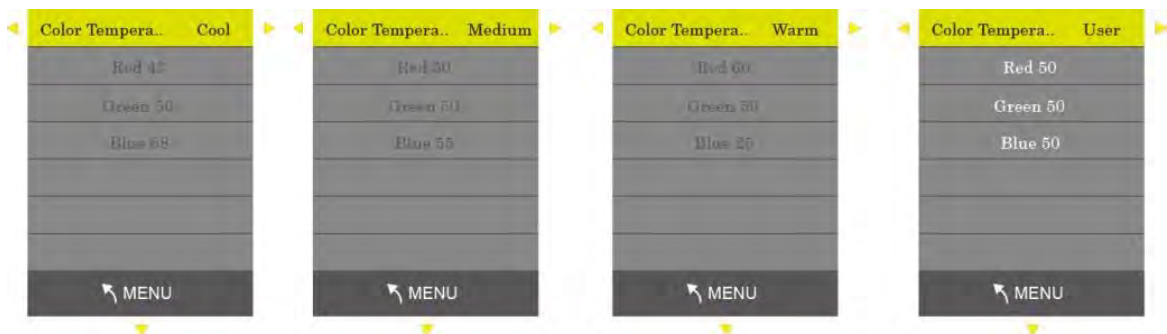 Color Tempera.. Cool
Red 42
Green 50
Blue 68
MENU
Color Tempera.. Medium
Red 50
Green 50
Blue 55
MENU
Color Tempera.. Warm
Red 60
Green 50
Blue 25
MENU
Color Tempera.. User
Red 50
Green 50
Blue 50
MENU